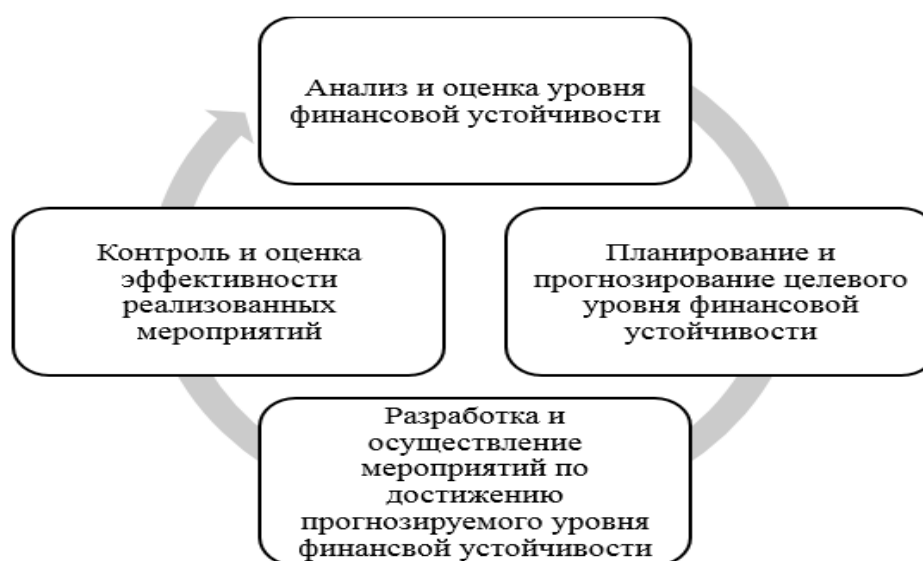 Анализ и оценка уровня
финансовой устойчивости
Планирование и
прогнозирование целевого
уровня финансовой
устойчивости
Разработка и
осуществление
мероприятий по
достижению
прогнозируемого уровня
финансвой устойчивости
Контроль и оценка
эффективности
реализованных
мероприятий